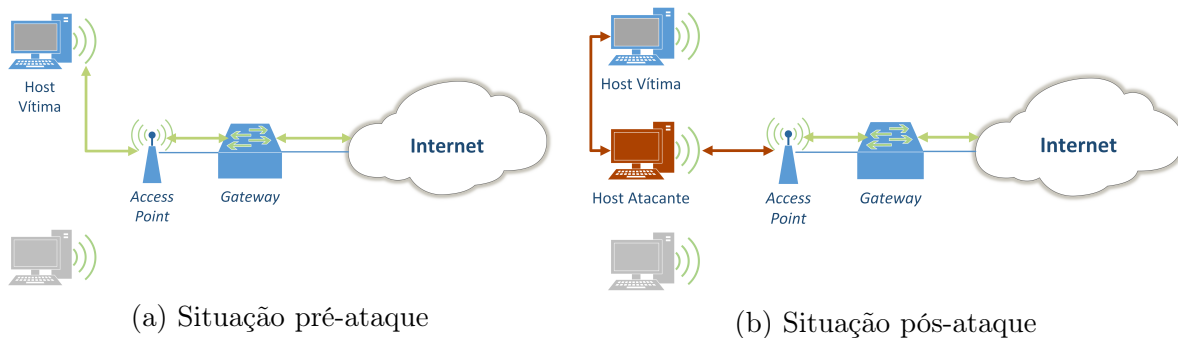 Host
Vítima
Internet
Access
Point
Gateway
(a) Situação pré-ataque
Host Vítima
Host Atacante
Internet
Access
Point
Gateway
(b) Situação pós-ataque